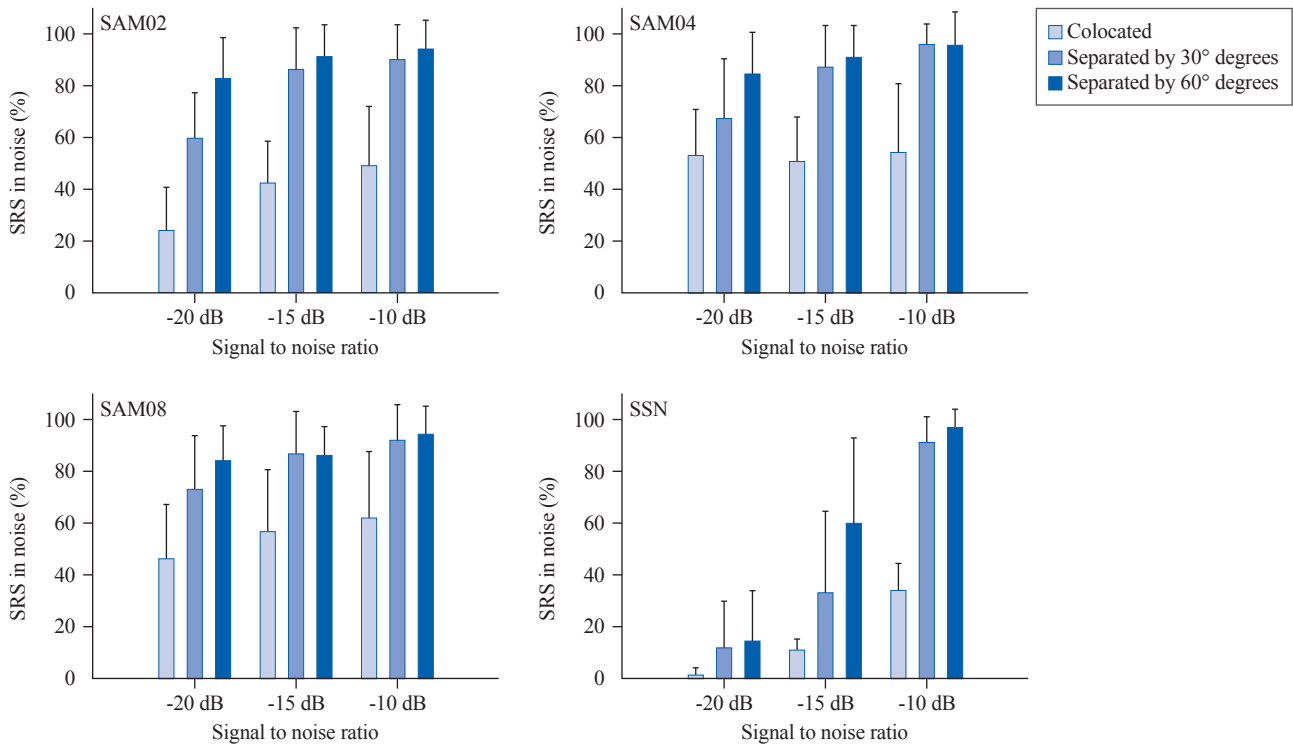 SAM02
SRS in noise (%)
100
80
60
40
20
0
-20 dB
-15 dB
-10 dB
Signal to noise ratio
SAM04
SRS in noise (%)
100
80
60
40
20
0
-20 dB
-15 dB
-10 dB
Signal to noise ratio
Colocated
Separated by 30° degrees
Separated by 60° degrees
SAM08
SRS in noise (%)
100
80
60
40
20
0
-20 dB
-15 dB
-10 dB
Signal to noise ratio
SSN
SRS in noise (%)
100
80
60
40
20
0
-20 dB
-15 dB
-10 dB
Signal to noise ratio